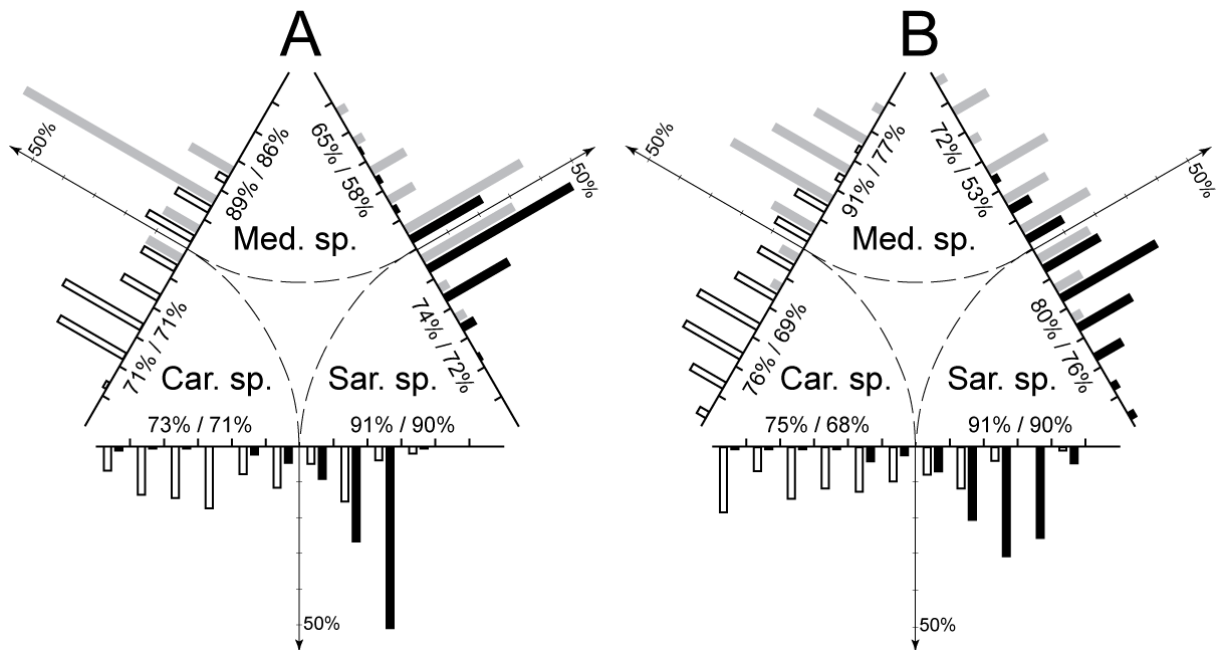 A
50%
89% / 86%
65% / 58%
50%
Med. sp.
71% / 71%
74% / 72%
Car. sp.
Sar. sp.
73% / 71%
91% / 90%
50%
B
50%
91% / 77%
72% / 53%
50%
Med. sp.
76% / 69%
80% / 76%
Car. sp.
Sar. sp.
75% / 68%
91% / 90%
50%